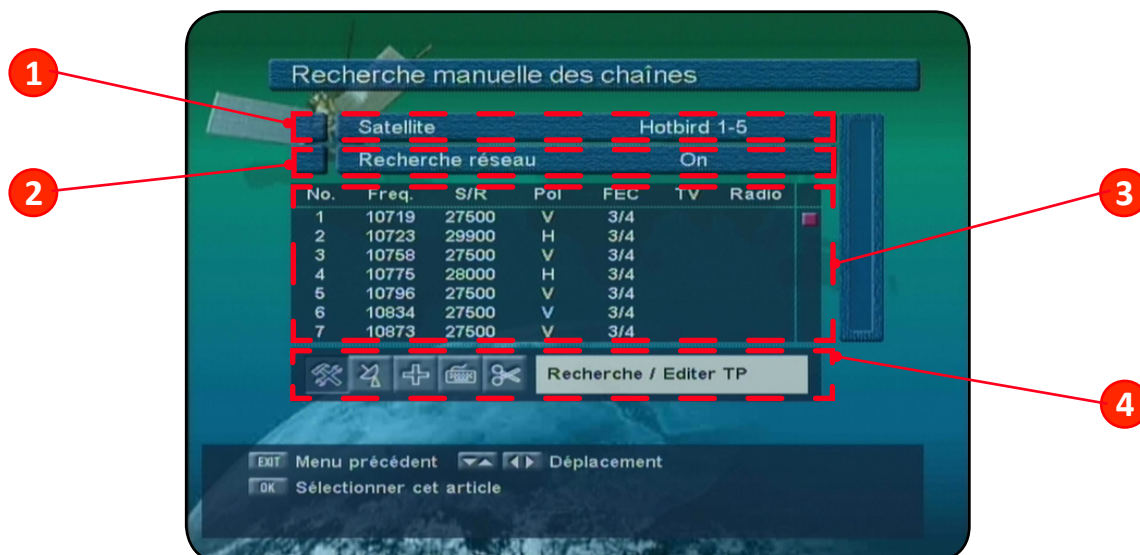 Recherche manuelle des chaînes
1
Satellite Hotbird 1-5
2
Recherche réseau On
3
No. Freq. S/R Pol FEC TV Radio
1 10719 27500 V 3/4
2 10723 29900 H 3/4
3 10758 27500 V 3/4
4 10775 28000 H 3/4
5 10796 27500 V 3/4
6 10834 27500 V 3/4
7 10873 27500 V 3/4
4
Recherche / Editer TP
EXIT Menu précédent Déplacement
OK Sélectionner cet article